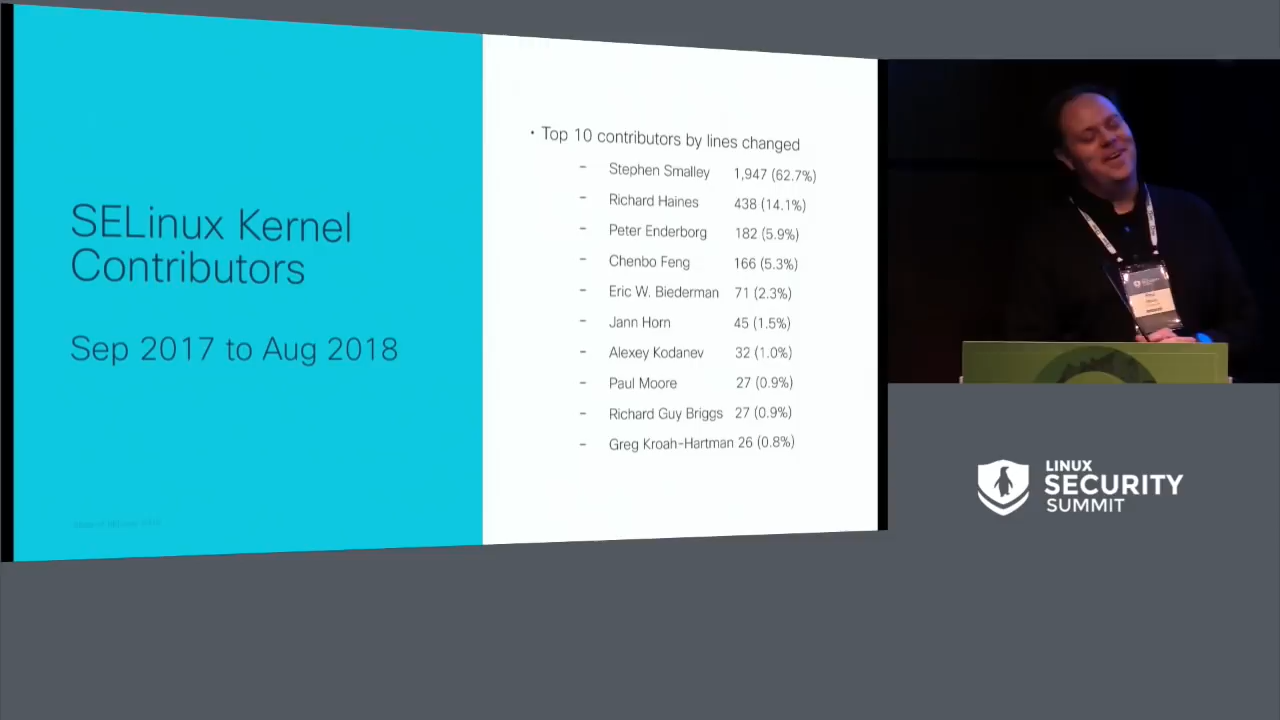 SELinux Kernel
Contributors
Sep 2017 to Aug 2018
• Top 10 contributors by lines changed
– Stephen Smalley 1,947 (62.7%)
– Richard Haines 438 (14.1%)
– Peter Enderborg 182 (5.9%)
– Chenbo Feng 166 (5.3%)
– Eric W. Biederman 71 (2.3%)
– Jann Horn 45 (1.5%)
– Alexey Kodanev 32 (1.0%)
– Paul Moore 27 (0.9%)
– Richard Guy Briggs 27 (0.9%)
– Greg Kroah-Hartman 26 (0.8%)
LINUX
SECURITY
SUMMIT